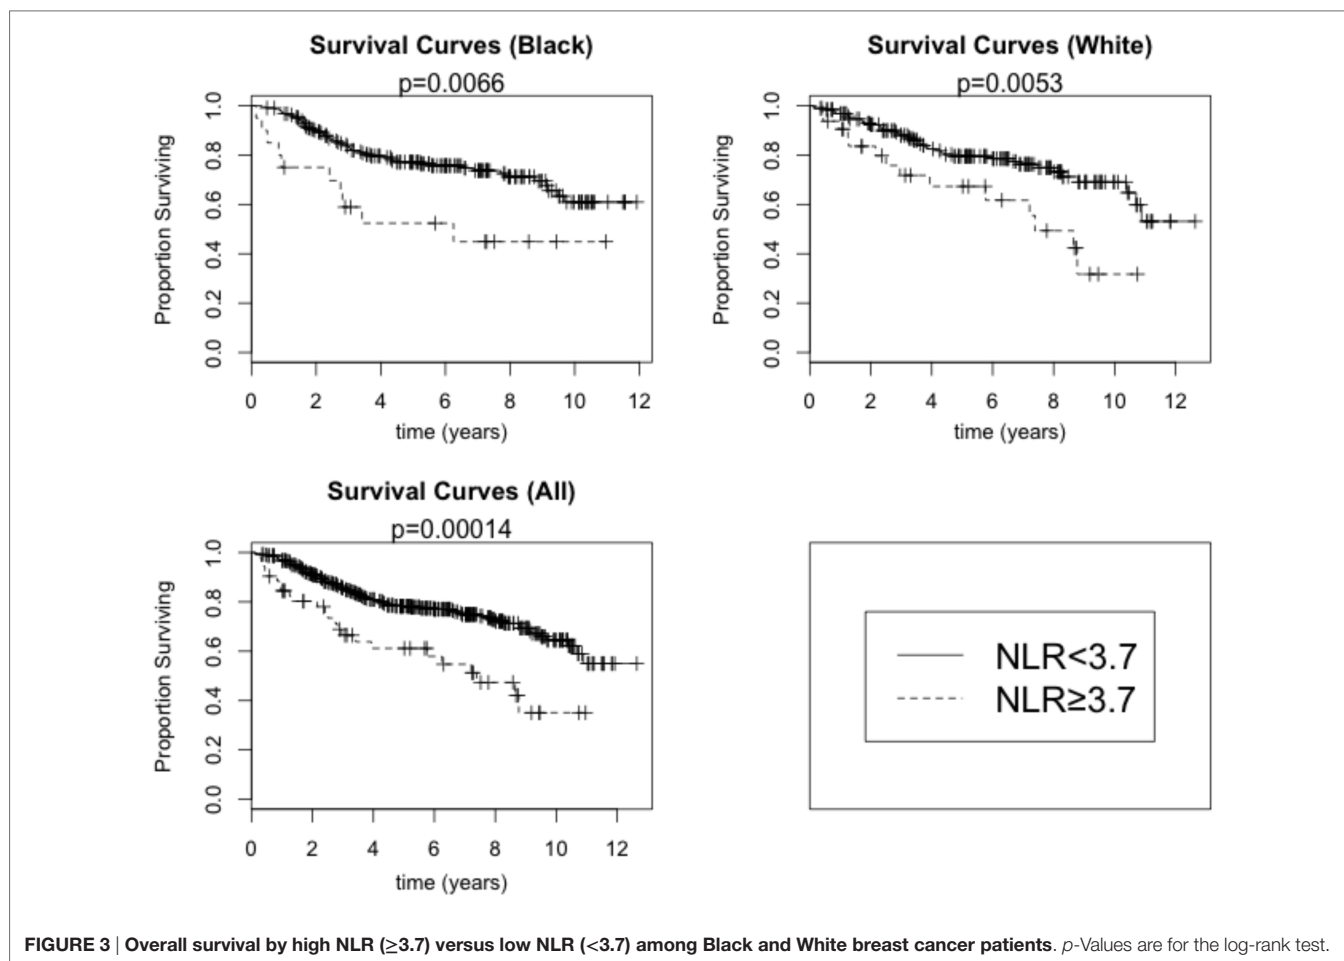 Survival Curves (Black)
p=0.0066
Proportion Surviving
1.0
0.8
0.6
0.4
0.2
0.0
0 2 4 6 8 10 12
time (years)
Survival Curves (White)
p=0.0053
Proportion Surviving
1.0
0.8
0.6
0.4
0.2
0.0
0 2 4 6 8 10 12
time (years)
Survival Curves (All)
p=0.00014
Proportion Surviving
1.0
0.8
0.6
0.4
0.2
0.0
0 2 4 6 8 10 12
time (years)
NLR<3.7
NLR≥3.7
FIGURE 3 | Overall survival by high NLR (≥3.7) versus low NLR (<3.7) among Black and White breast cancer patients. p-Values are for the log-rank test.